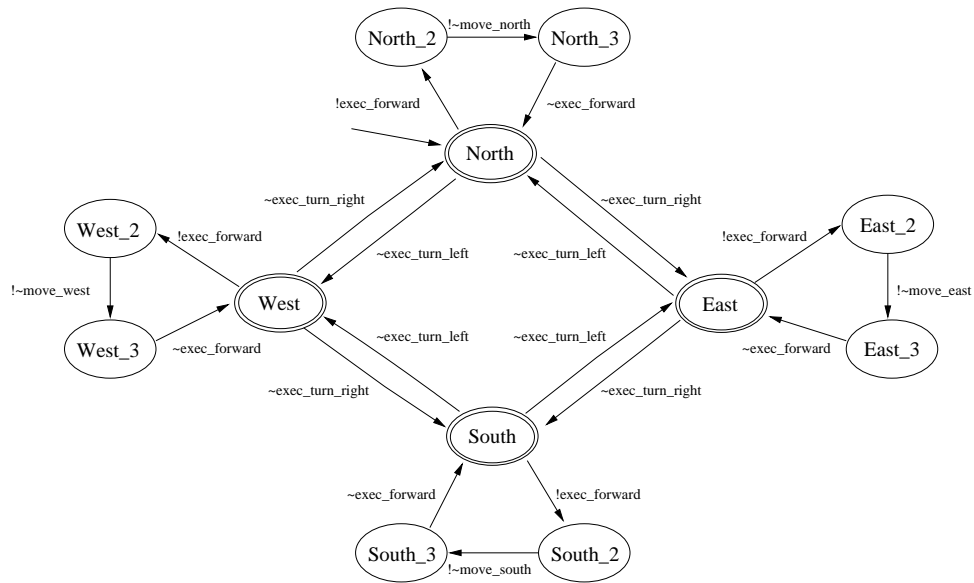 !~move_north
North_2
North_3
!exec_forward
~exec_forward
North
~exec_turn_right
~exec_turn_right
West_2
East_2
!exec_forward
~exec_turn_left
~exec_turn_left
!exec_forward
!~move_west
!~move_east
West
East
West_3
~exec_forward
~exec_turn_left
~exec_turn_left
~exec_forward
East_3
~exec_turn_right
~exec_turn_right
South
~exec_forward
!exec_forward
South_3
South_2
!~move_south